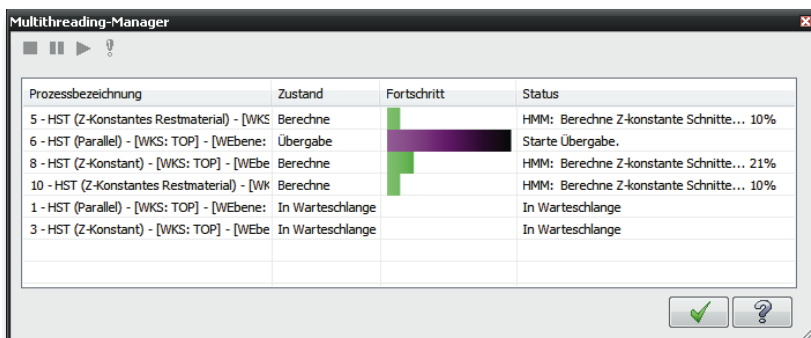 Multithreading-Manager
Prozessbezeichnung Zustand Fortschritt Status
5 - HST (Z-Konstantes Restmaterial) - [WKS Berechne HMM: Berechne Z-konstante Schnitte... 10%
6 - HST (Parallel) - [WKS: TOP] - [WEbene: Übergabe Starte Übergabe.
8 - HST (Z-Konstant) - [WKS: TOP] - [WEbe Berechne HMM: Berechne Z-konstante Schnitte... 21%
10 - HST (Z-Konstantes Restmaterial) - [WK Berechne HMM: Berechne Z-konstante Schnitte... 10%
1 - HST (Parallel) - [WKS: TOP] - [WEbene: In Warteschlange In Warteschlange
3 - HST (Z-Konstant) - [WKS: TOP] - [WEbe In Warteschlange In Warteschlange